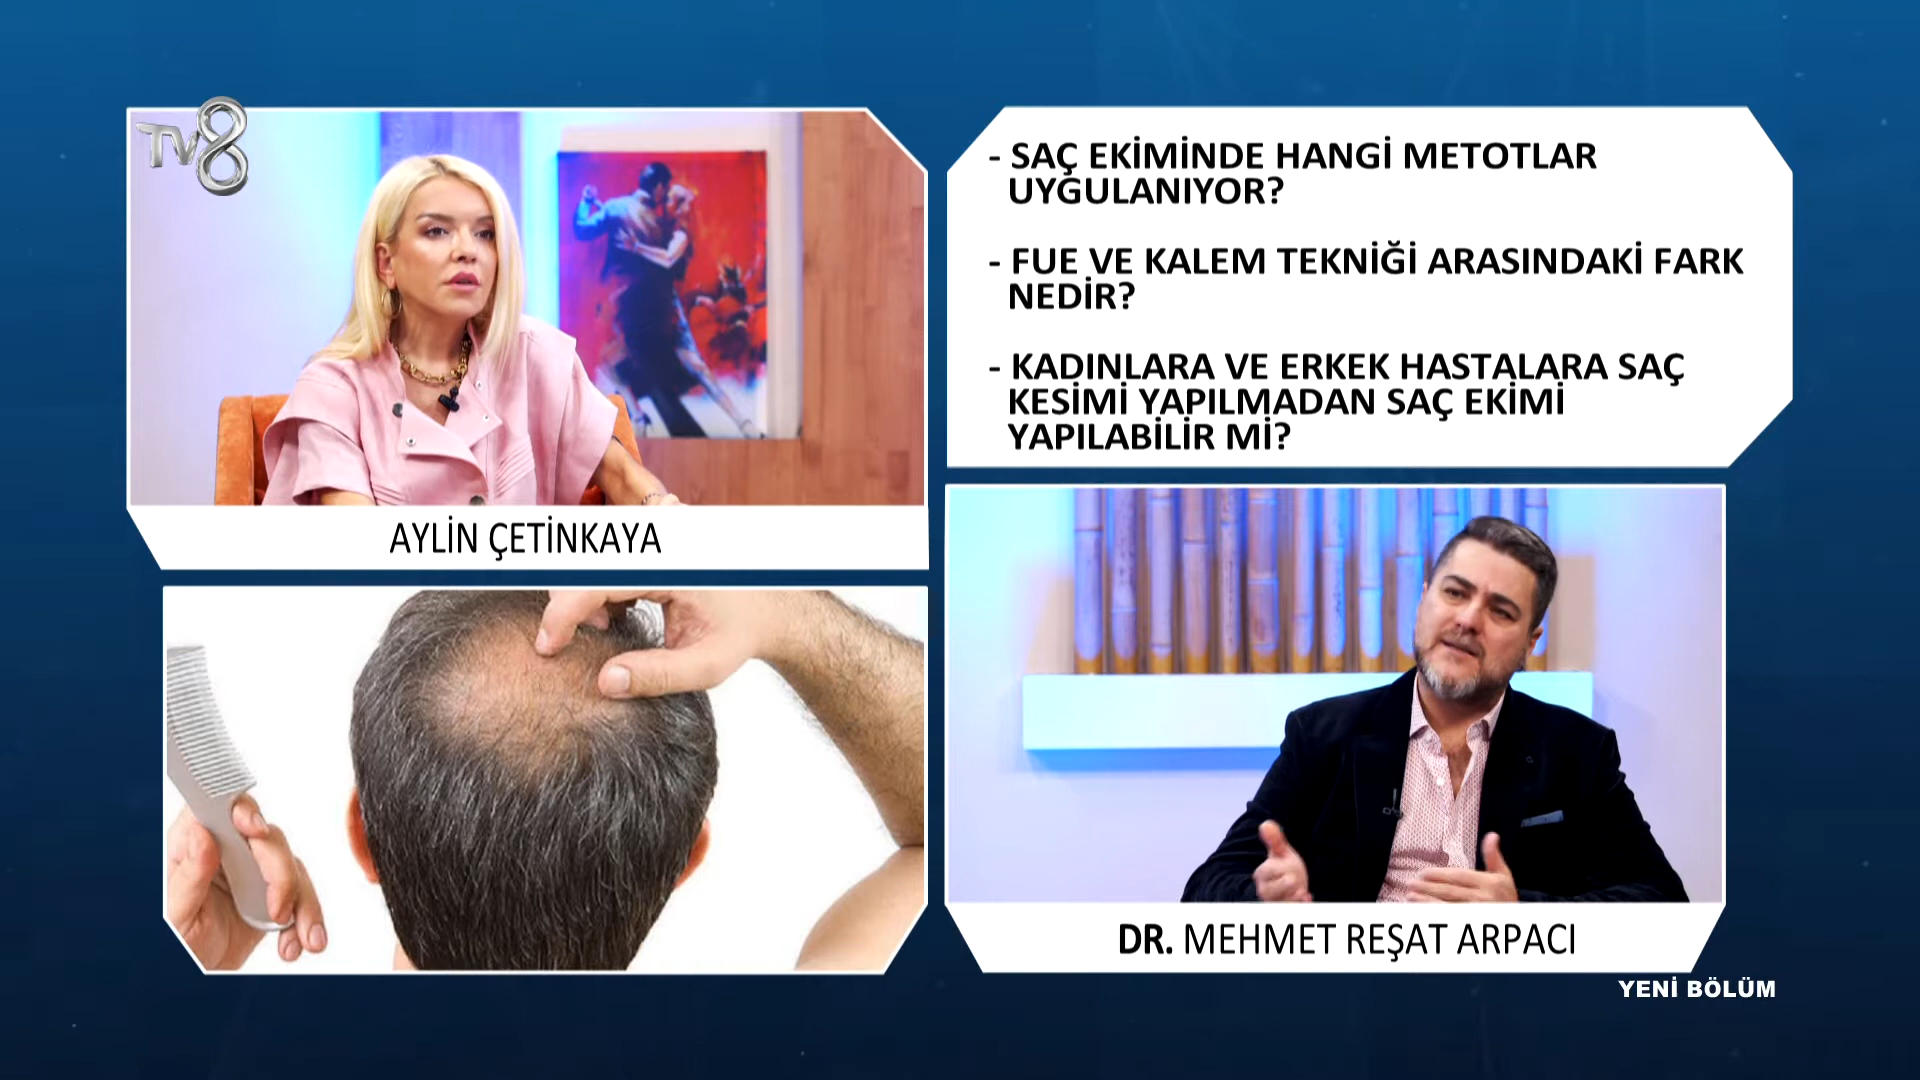 TV8
- SAÇ EKİMİNDE HANGİ METOTLAR
UYGULANIYOR?
- FUE VE KALEM TEKNİĞİ ARASINDAKİ FARK
NEDİR?
- KADINLARA VE ERKEK HASTALARA SAÇ
KESİMİ YAPILMADAN SAÇ EKİMİ
YAPILABİLİR Mİ?
AYLİN ÇETİNKAYA
DR. MEHMET REŞAT ARPACI
YENİ BÖLÜM